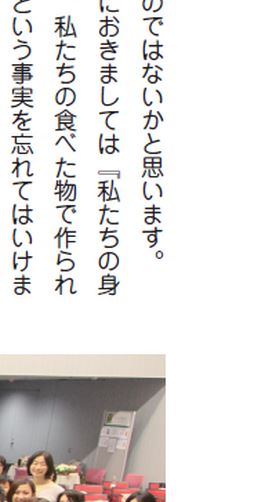 のではないかと思います。
におきましては『私たちの身
私たちの食べた物で作られ
という事実を忘れてはいけま